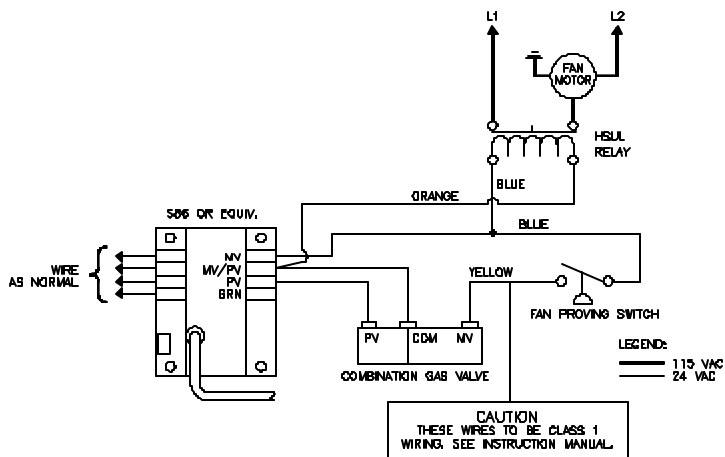 L1
L2
FAN
MOTOR
HSUL
RELAY
BLUE
ORANGE
S86 OR EQUIV.
BLUE
MV
MV/PV
PV
GRN
WIRE
AS NORMAL
YELLOW
FAN PROVING SWITCH
PV
COM
MV
COMBINATION GAS VALVE
LEGEND:
115 VAC
24 VAC
CAUTION
THESE WIRES TO BE CLASS 1
WIRING. SEE INSTRUCTION MANUAL.